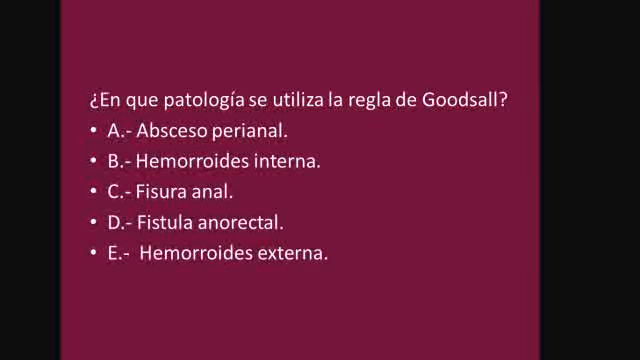 ¿En que patología se utiliza la regla de Goodsall?
• A.- Absceso perianal.
• B.- Hemorroides interna.
• C.- Fisura anal.
• D.- Fistula anorectal.
• E.- Hemorroides externa.